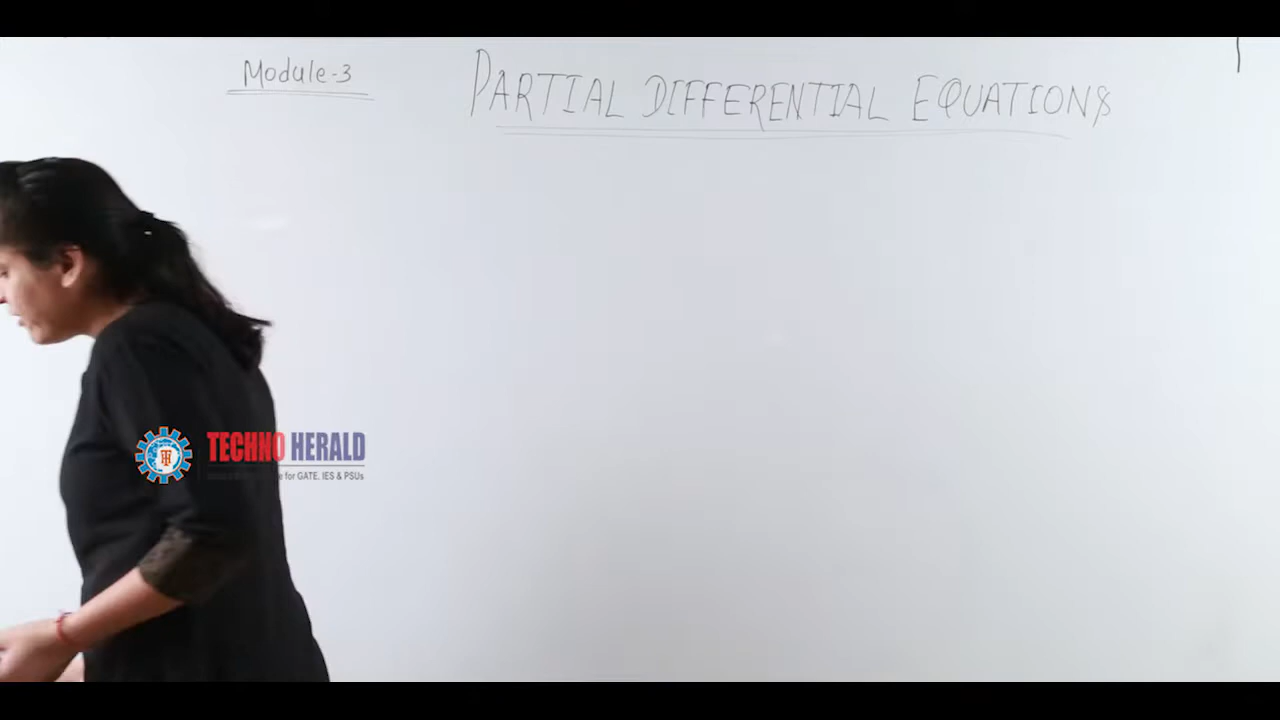 Module-3
PARTIAL DIFFERENTIAL EQUATIONS
TECHNO HERALD
for GATE, IES & PSUs